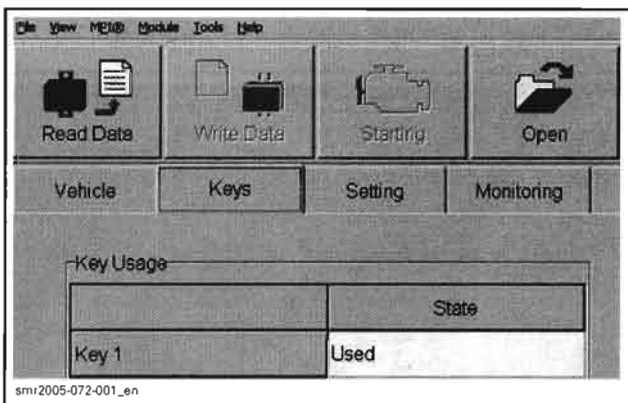 File View MPI® Module Tools Help
Read Data Write Data Starting Open
Vehicle Keys Setting Monitoring
Key Usage
State
Key 1 Used
smr2005-072-001_en